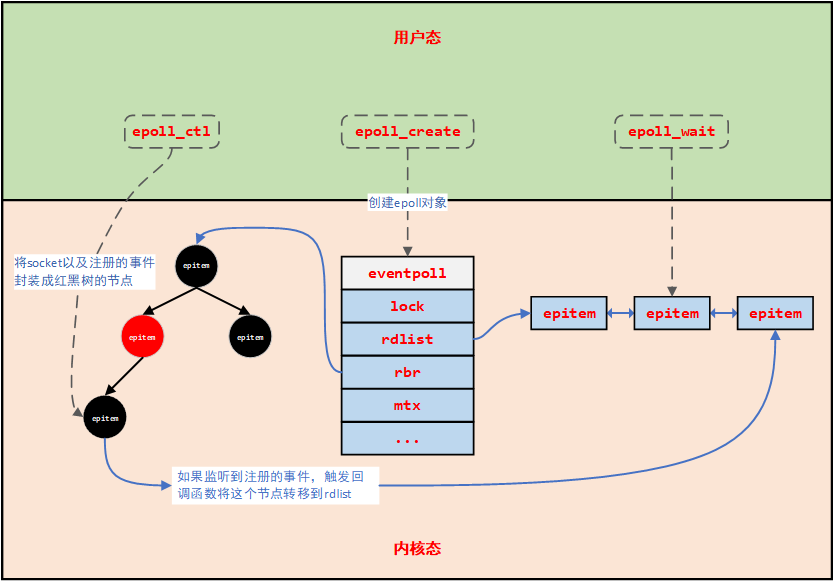 用户态
epoll_ctl
epoll_create
epoll_wait
创建epoll对象
将socket以及注册的事件
封装成红黑树的节点
epitem
epitem
epitem
epitem
eventpoll
lock
rdlist
rbr
mtx
...
epitem
epitem
epitem
如果监听到注册的事件，触发回
调函数将这个节点转移到rdlist
内核态